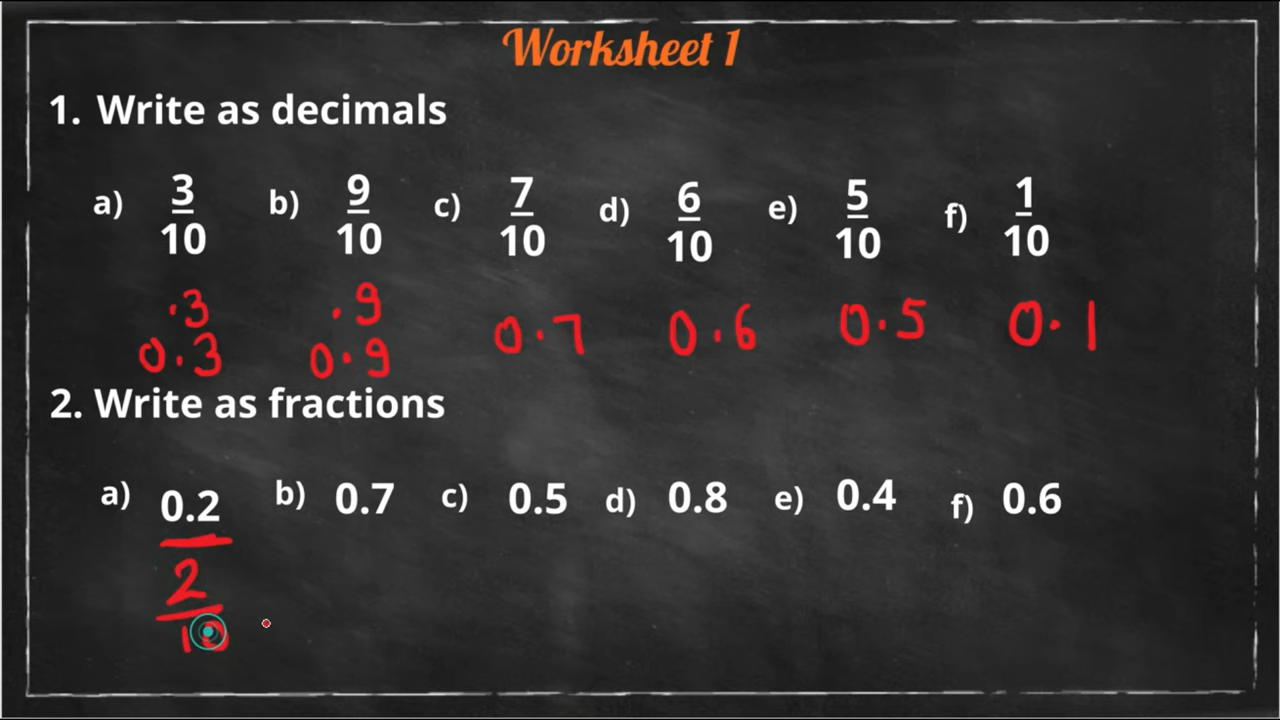 Worksheet 1
1. Write as decimals
a) 3/10 b) 9/10 c) 7/10 d) 6/10 e) 5/10 f) 1/10
.3 .9
0.3 0.9 0.7 0.6 0.5 0.1
2. Write as fractions
a) 0.2 b) 0.7 c) 0.5 d) 0.8 e) 0.4 f) 0.6
2/10